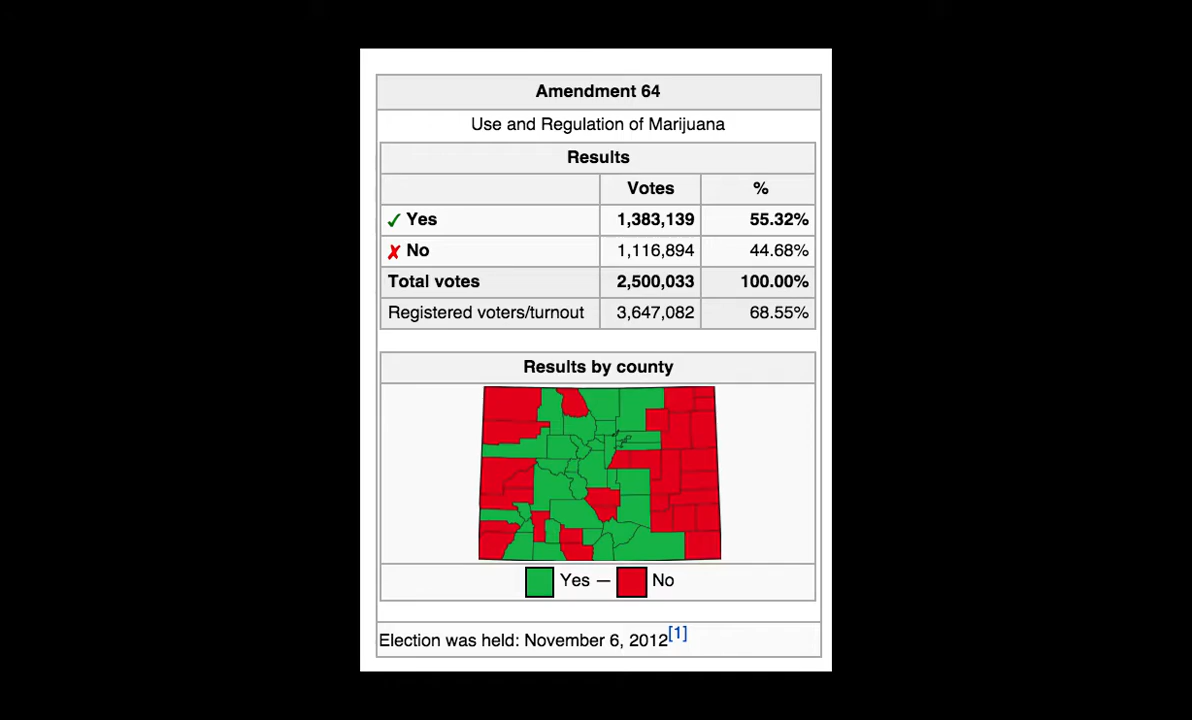 Amendment 64
Use and Regulation of Marijuana
Results
Votes %
✓ Yes 1,383,139 55.32%
✗ No 1,116,894 44.68%
Total votes 2,500,033 100.00%
Registered voters/turnout 3,647,082 68.55%
Results by county
Yes — No
Election was held: November 6, 2012[1]